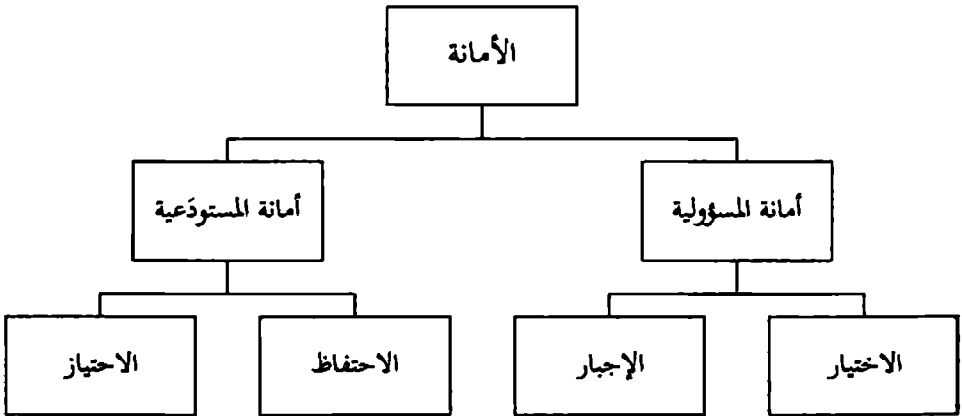 الأمانة
أمانة المسؤولية
أمانة المستودَعية
الاختيار
الإجبار
الاحتفاظ
الاحتياز